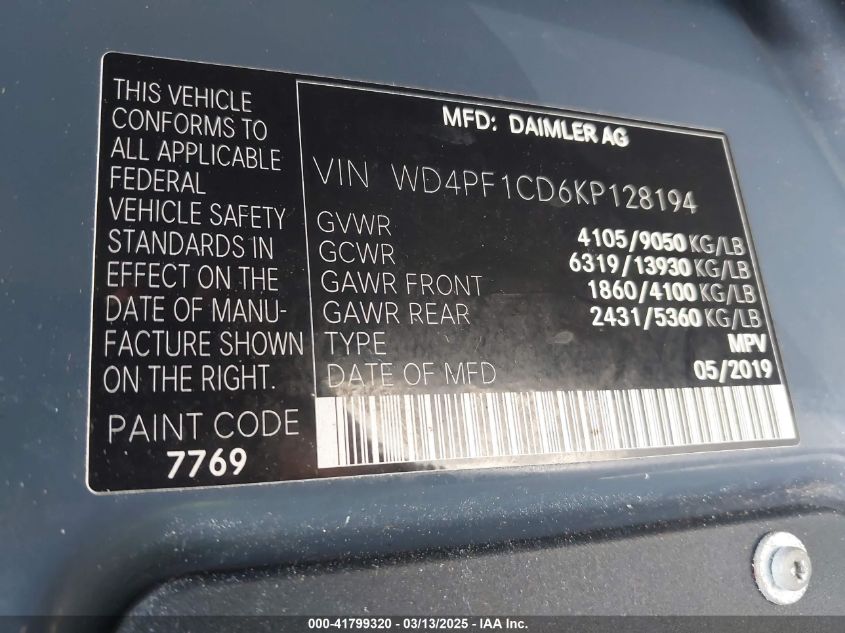 THIS VEHICLE
CONFORMS TO
ALL APPLICABLE
FEDERAL
VEHICLE SAFETY
STANDARDS IN
EFFECT ON THE
DATE OF MANU-
FACTURE SHOWN
ON THE RIGHT.
PAINT CODE
7769
MFD: DAIMLER AG
VIN WD4PF1CD6KP128194
GVWR 4105/9050 KG/LB
GCWR 6319/13930 KG/LB
GAWR FRONT 1860/4100 KG/LB
GAWR REAR 2431/5360 KG/LB
TYPE MPV
DATE OF MFD 05/2019
000-41799320 / 03/13/2025 - IAA Inc.